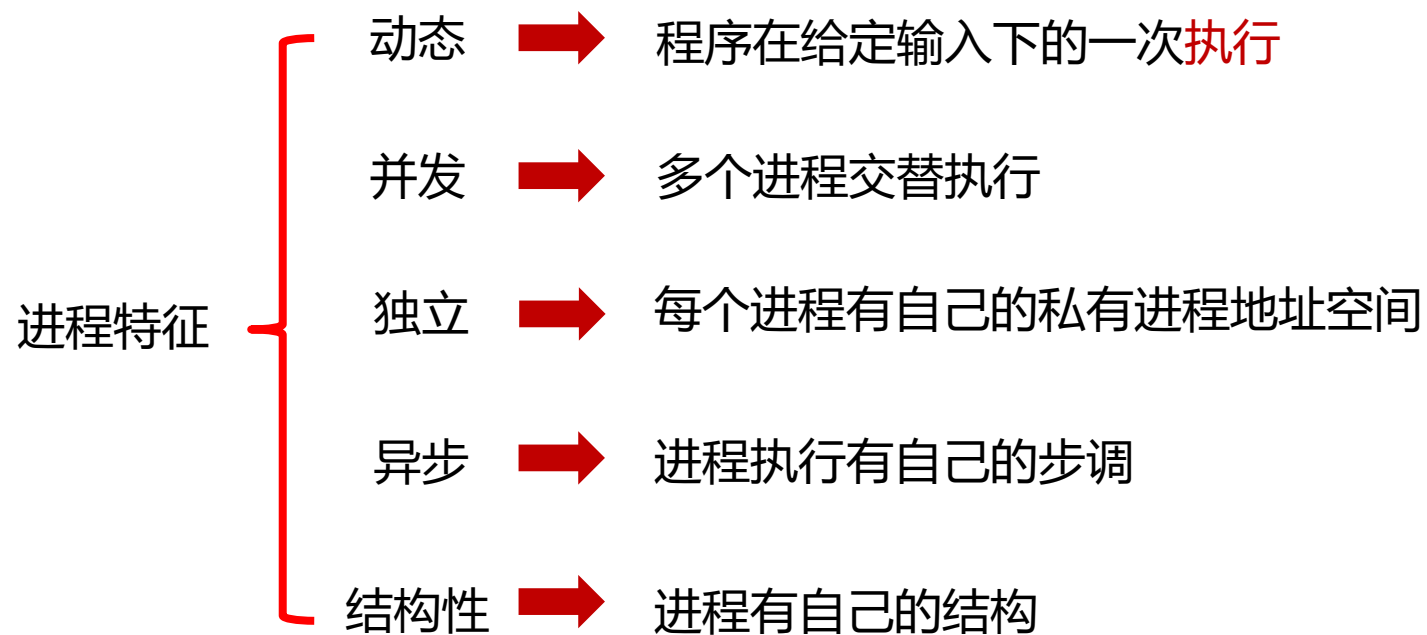 动态 程序在给定输入下的一次执行
并发 多个进程交替执行
进程特征
独立 每个进程有自己的私有进程地址空间
异步 进程执行有自己的步调
结构性 进程有自己的结构